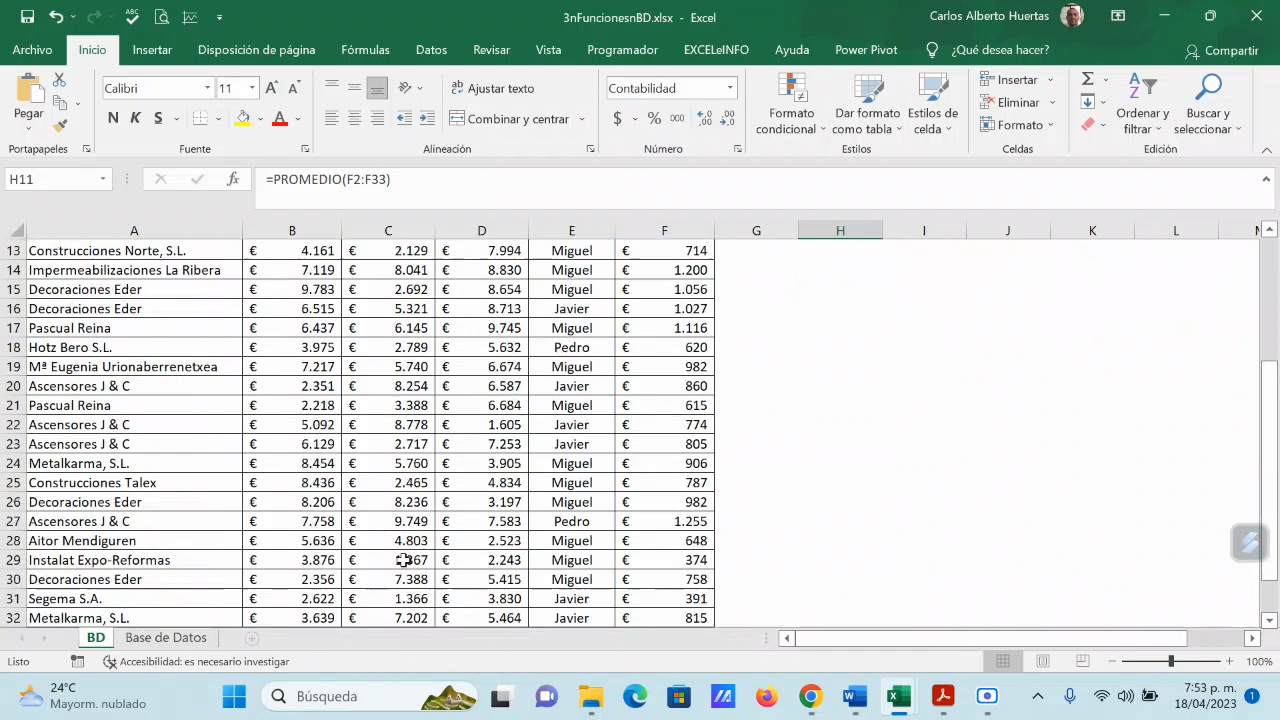 3nFuncionesnBD.xlsx - Excel
Carlos Alberto Huertas
Archivo Inicio Insertar Disposición de página Fórmulas Datos Revisar Vista Programador EXCELeINFO Ayuda Power Pivot ¿Qué desea hacer? Compartir
Pegar
Calibri 11
N K S
Ajustar texto
Combinar y centrar
Contabilidad
$ % 000
Formato condicional
Dar formato como tabla
Estilos de celda
Insertar
Eliminar
Formato
Ordenar y filtrar
Buscar y seleccionar
Portapapeles Fuente Alineación Número Estilos Celdas Edición
H11 fx =PROMEDIO(F2:F33)
A B C D E F G H I J K L
13 Construcciones Norte, S.L. € 4.161 € 2.129 € 7.994 Miguel € 714
14 Impermeabilizaciones La Ribera € 7.119 € 8.041 € 8.830 Miguel € 1.200
15 Decoraciones Eder € 9.783 € 2.692 € 8.654 Miguel € 1.056
16 Decoraciones Eder € 6.515 € 5.321 € 8.713 Javier € 1.027
17 Pascual Reina € 6.437 € 6.145 € 9.745 Miguel € 1.116
18 Hotz Bero S.L. € 3.975 € 2.789 € 5.632 Pedro € 620
19 Mª Eugenia Urionaberrenetxea € 7.217 € 5.740 € 6.674 Miguel € 982
20 Ascensores J & C € 2.351 € 8.254 € 6.587 Javier € 860
21 Pascual Reina € 2.218 € 3.388 € 6.684 Miguel € 615
22 Ascensores J & C € 5.092 € 8.778 € 1.605 Javier € 774
23 Ascensores J & C € 6.129 € 2.717 € 7.253 Javier € 805
24 Metalkarma, S.L. € 8.454 € 5.760 € 3.905 Miguel € 906
25 Construcciones Talex € 8.436 € 2.465 € 4.834 Miguel € 787
26 Decoraciones Eder € 8.206 € 8.236 € 3.197 Miguel € 982
27 Ascensores J & C € 7.758 € 9.749 € 7.583 Pedro € 1.255
28 Aitor Mendiguren € 5.636 € 4.803 € 2.523 Miguel € 648
29 Instalat Expo-Reformas € 3.876 € € 2.243 Miguel € 374
30 Decoraciones Eder € 2.356 € 7.388 € 5.415 Miguel € 758
31 Segema S.A. € 2.622 € 1.366 € 3.830 Javier € 391
32 Metalkarma, S.L. € 3.639 € 7.202 € 5.464 Javier € 815
BD Base de Datos
Listo Accesibilidad: es necesario investigar 100%
24°C
Mayorm. nublado
Búsqueda
7:53 p. m.
18/04/2023
1